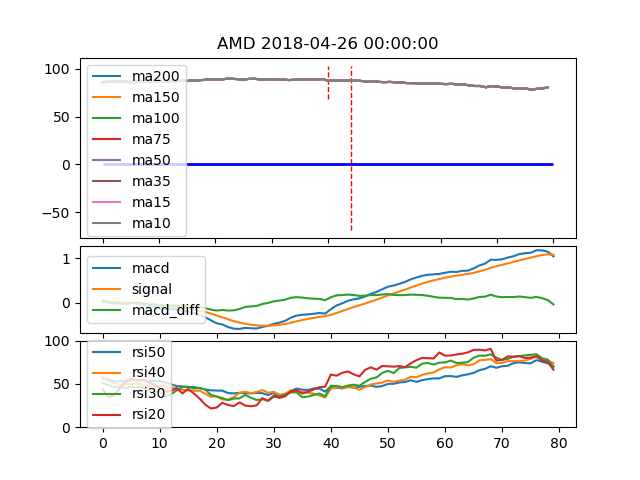 AMD 2018-04-26 00:00:00
100
50
0
−50
ma200
ma150
ma100
ma75
ma50
ma35
ma15
ma10
1
0
macd
signal
macd_diff
100
50
0
rsi50
rsi40
rsi30
rsi20
0 10 20 30 40 50 60 70 80